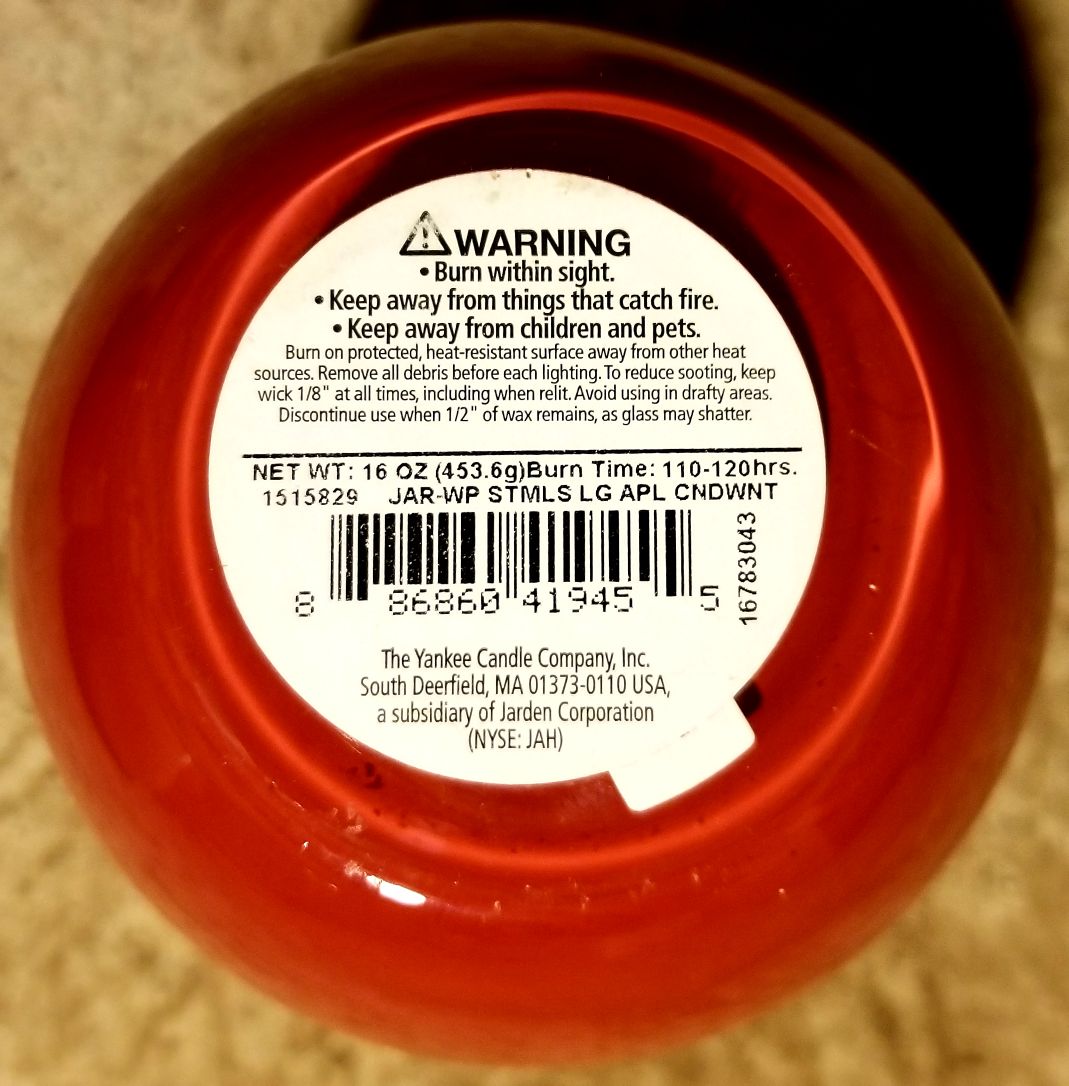 WARNING
• Burn within sight.
• Keep away from things that catch fire.
• Keep away from children and pets.
Burn on protected, heat-resistant surface away from other heat
sources. Remove all debris before each lighting. To reduce sooting, keep
wick 1/8" at all times, including when relit. Avoid using in drafty areas.
Discontinue use when 1/2" of wax remains, as glass may shatter.
NET WT: 16 OZ (453.6g)Burn Time: 110-120hrs.
1515829 JAR-WP STMLS LG APL CNDWNT
8 86860 41945 5
16783043
The Yankee Candle Company, Inc.
South Deerfield, MA 01373-0110 USA,
a subsidiary of Jarden Corporation
(NYSE: JAH)